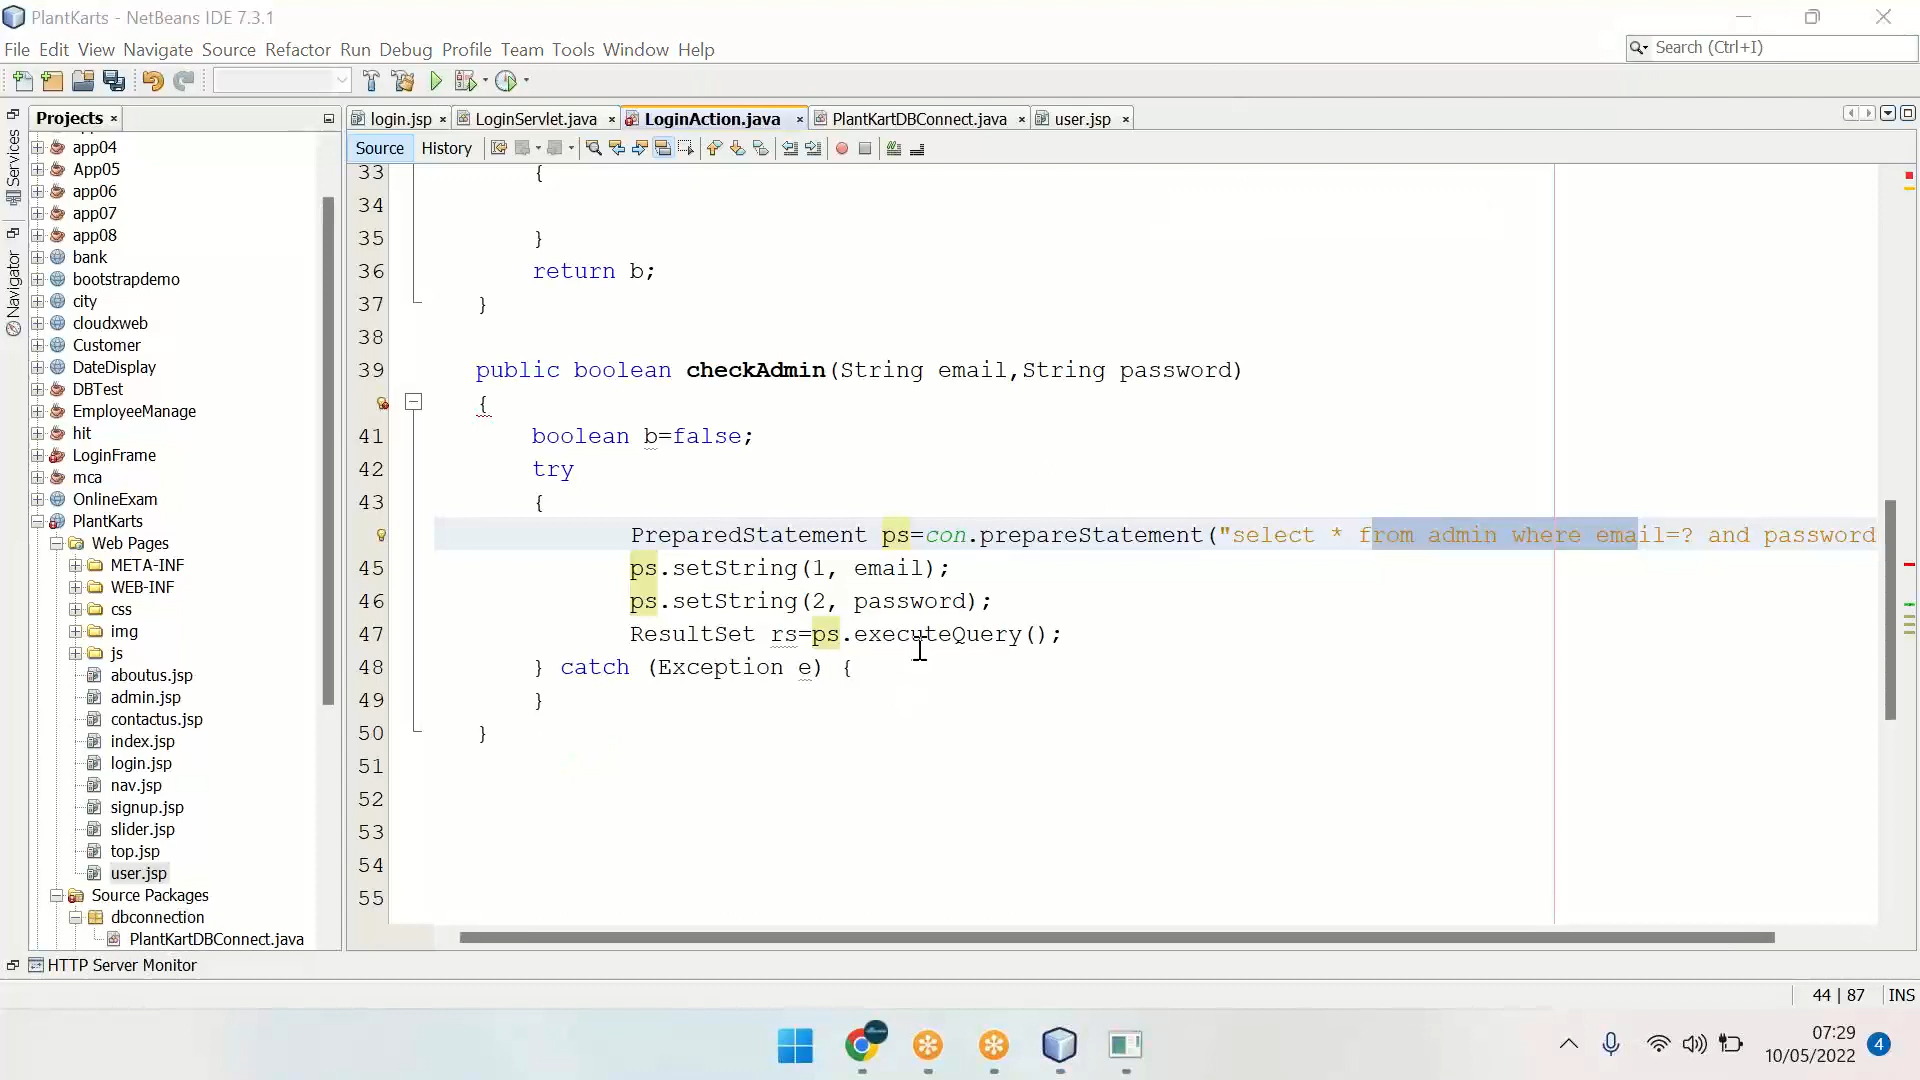 PlantKarts - NetBeans IDE 7.3.1
File Edit View Navigate Source Refactor Run Debug Profile Team Tools Window Help
Search (Ctrl+I)
Projects
login.jsp LoginServlet.java LoginAction.java PlantKartDBConnect.java user.jsp
Source History
Services
Navigator
app04
App05
app06
app07
app08
bank
bootstrapdemo
city
cloudxweb
Customer
DateDisplay
DBTest
EmployeeManage
hit
LoginFrame
mca
OnlineExam
PlantKarts
Web Pages
META-INF
WEB-INF
css
img
js
aboutus.jsp
admin.jsp
contactus.jsp
index.jsp
login.jsp
nav.jsp
signup.jsp
slider.jsp
top.jsp
user.jsp
Source Packages
dbconnection
PlantKartDBConnect.java
33 {
34
35 }
36 return b;
37 }
38
39 public boolean checkAdmin(String email,String password)
{
41 boolean b=false;
42 try
43 {
PreparedStatement ps=con.prepareStatement("select * from admin where email=? and password
45 ps.setString(1, email);
46 ps.setString(2, password);
47 ResultSet rs=ps.executeQuery();
48 } catch (Exception e) {
49 }
50 }
51
52
53
54
55
HTTP Server Monitor
44 | 87 INS
07:29
10/05/2022
4